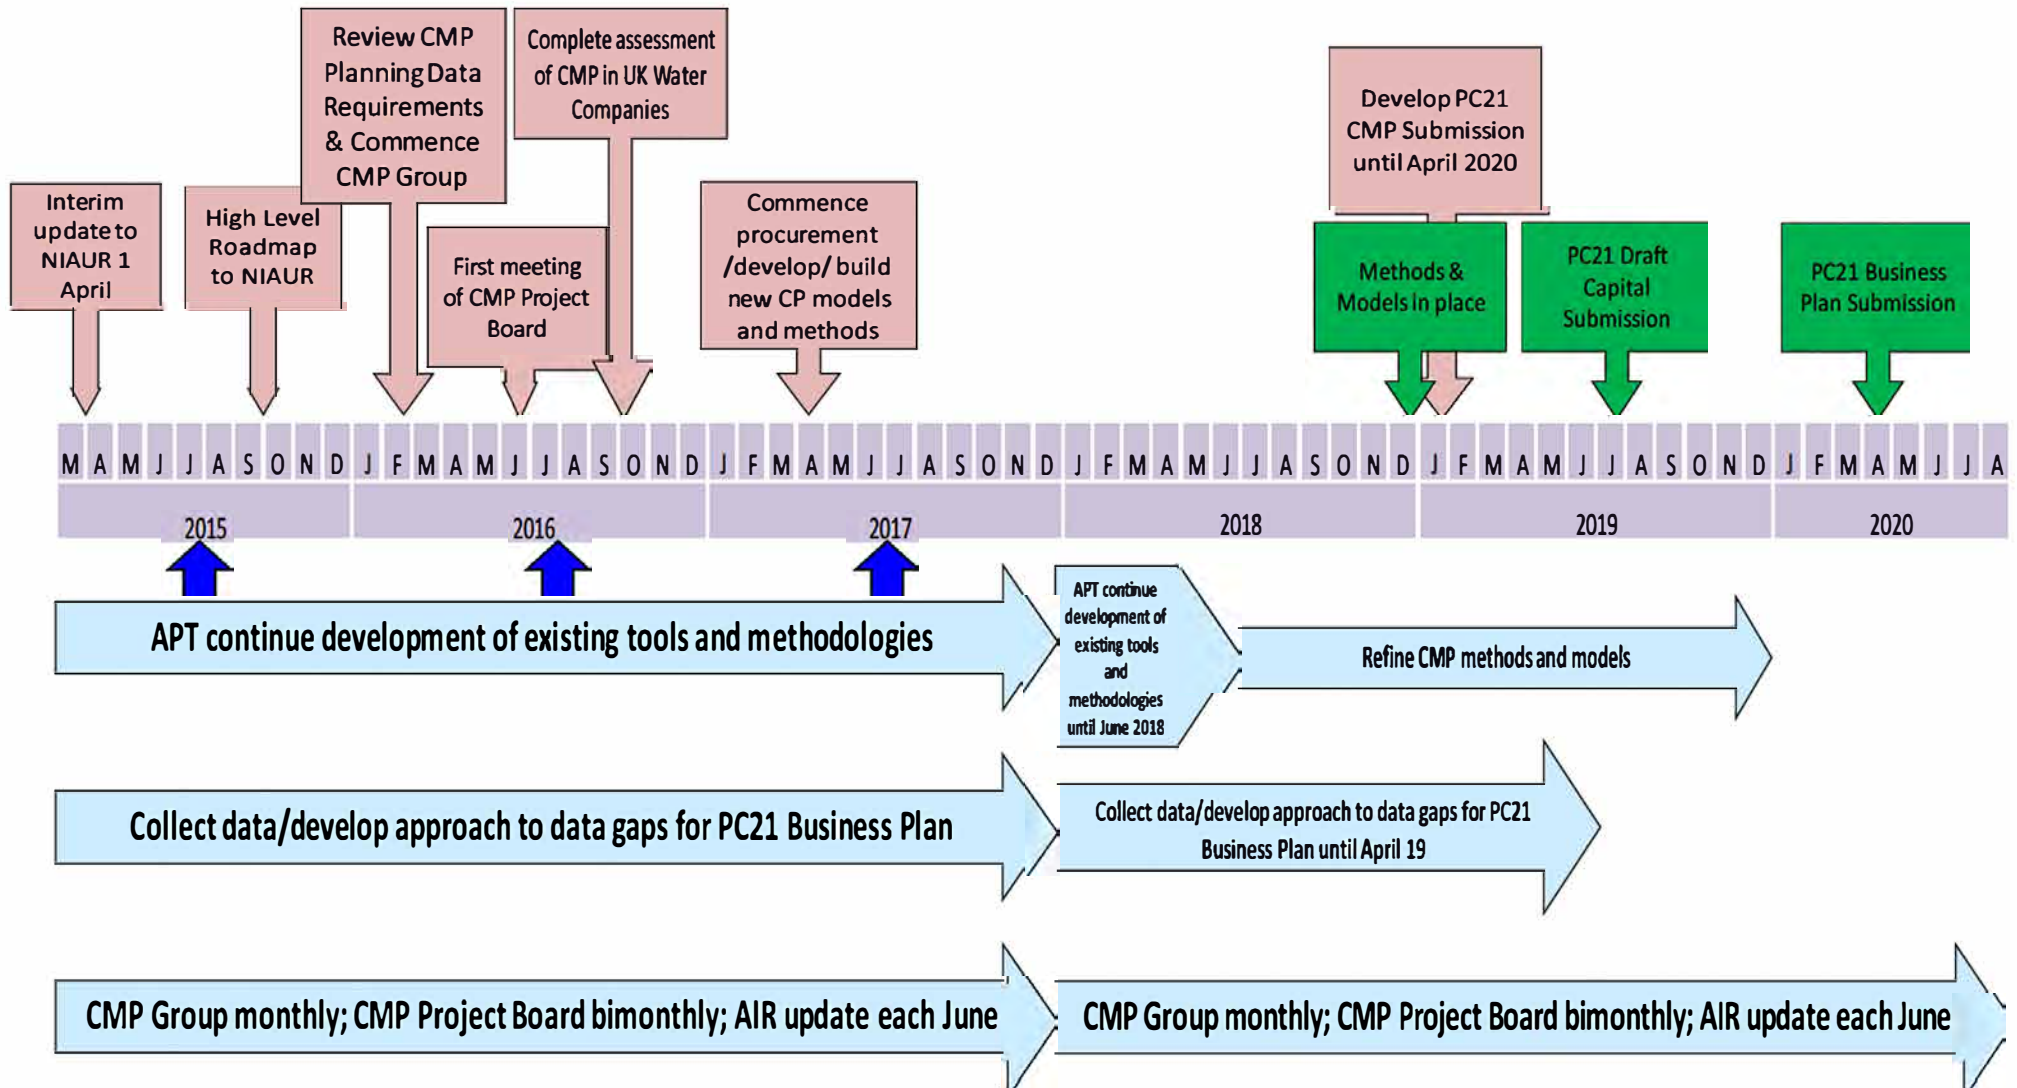 Review CMP
Planning Data
Requirements
& Commence
CMP Group
Complete assessment
of CMP in UK Water
Companies
Develop PC21
CMP Submission
until April 2020
Interim
update to
NIAUR 1
April
High Level
Roadmap
to NIAUR
First meeting
of CMP Project
Board
Commence
procurement
/develop/ build
new CP models
and methods
Methods &
Models in place
PC21 Draft
Capital
Submission
PC21 Business
Plan Submission
M A M J J A S O N D J F M A M J J A S O N D J F M A M J J A S O N D J F M A M J J A S O N D J F M A M J J A S O N D J F M A M J J A
2015 2016 2017 2018 2019 2020
APT continue development of existing tools and methodologies
APT continue
development of
existing tools
and
methodologies
until June 2018
Refine CMP methods and models
Collect data/develop approach to data gaps for PC21 Business Plan
Collect data/develop approach to data gaps for PC21
Business Plan until April 19
CMP Group monthly; CMP Project Board bimonthly; AIR update each June
CMP Group monthly; CMP Project Board bimonthly; AIR update each June